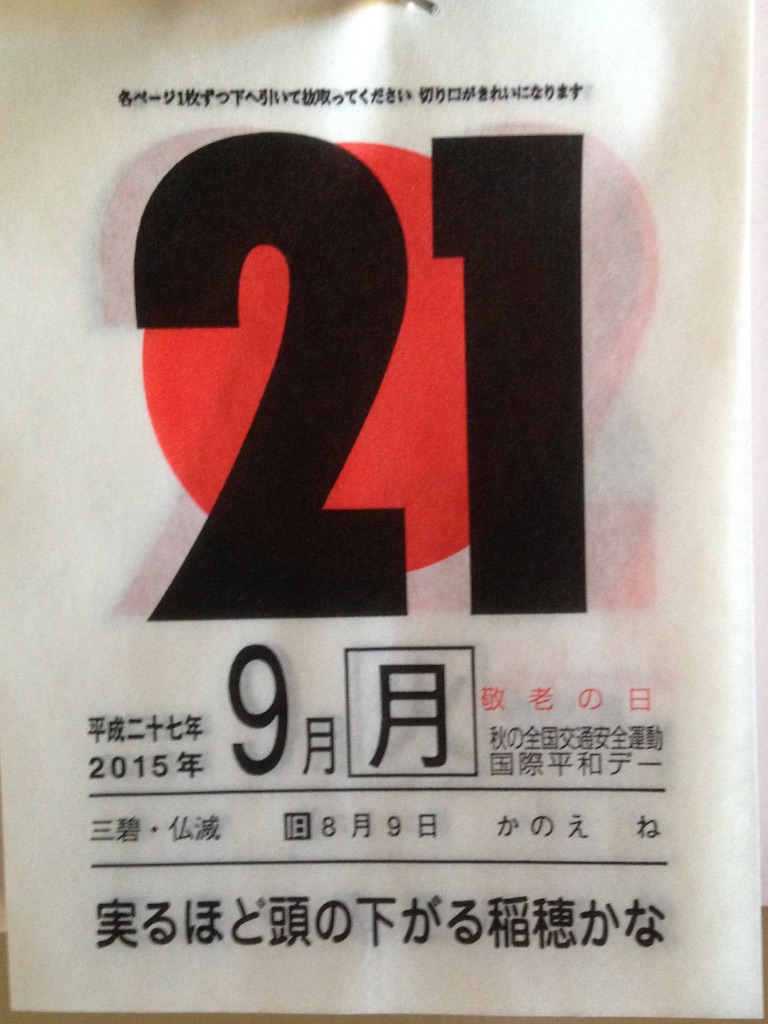 各ページ1枚ずつ下へ引いて抜取ってください 切り口がきれいになります
21
平成二十七年
2015年
9月
月
敬老の日
秋の全国交通安全運動
国際平和デー
三碧・仏滅 旧8月9日 かのえ ね
実るほど頭の下がる稲穂かな